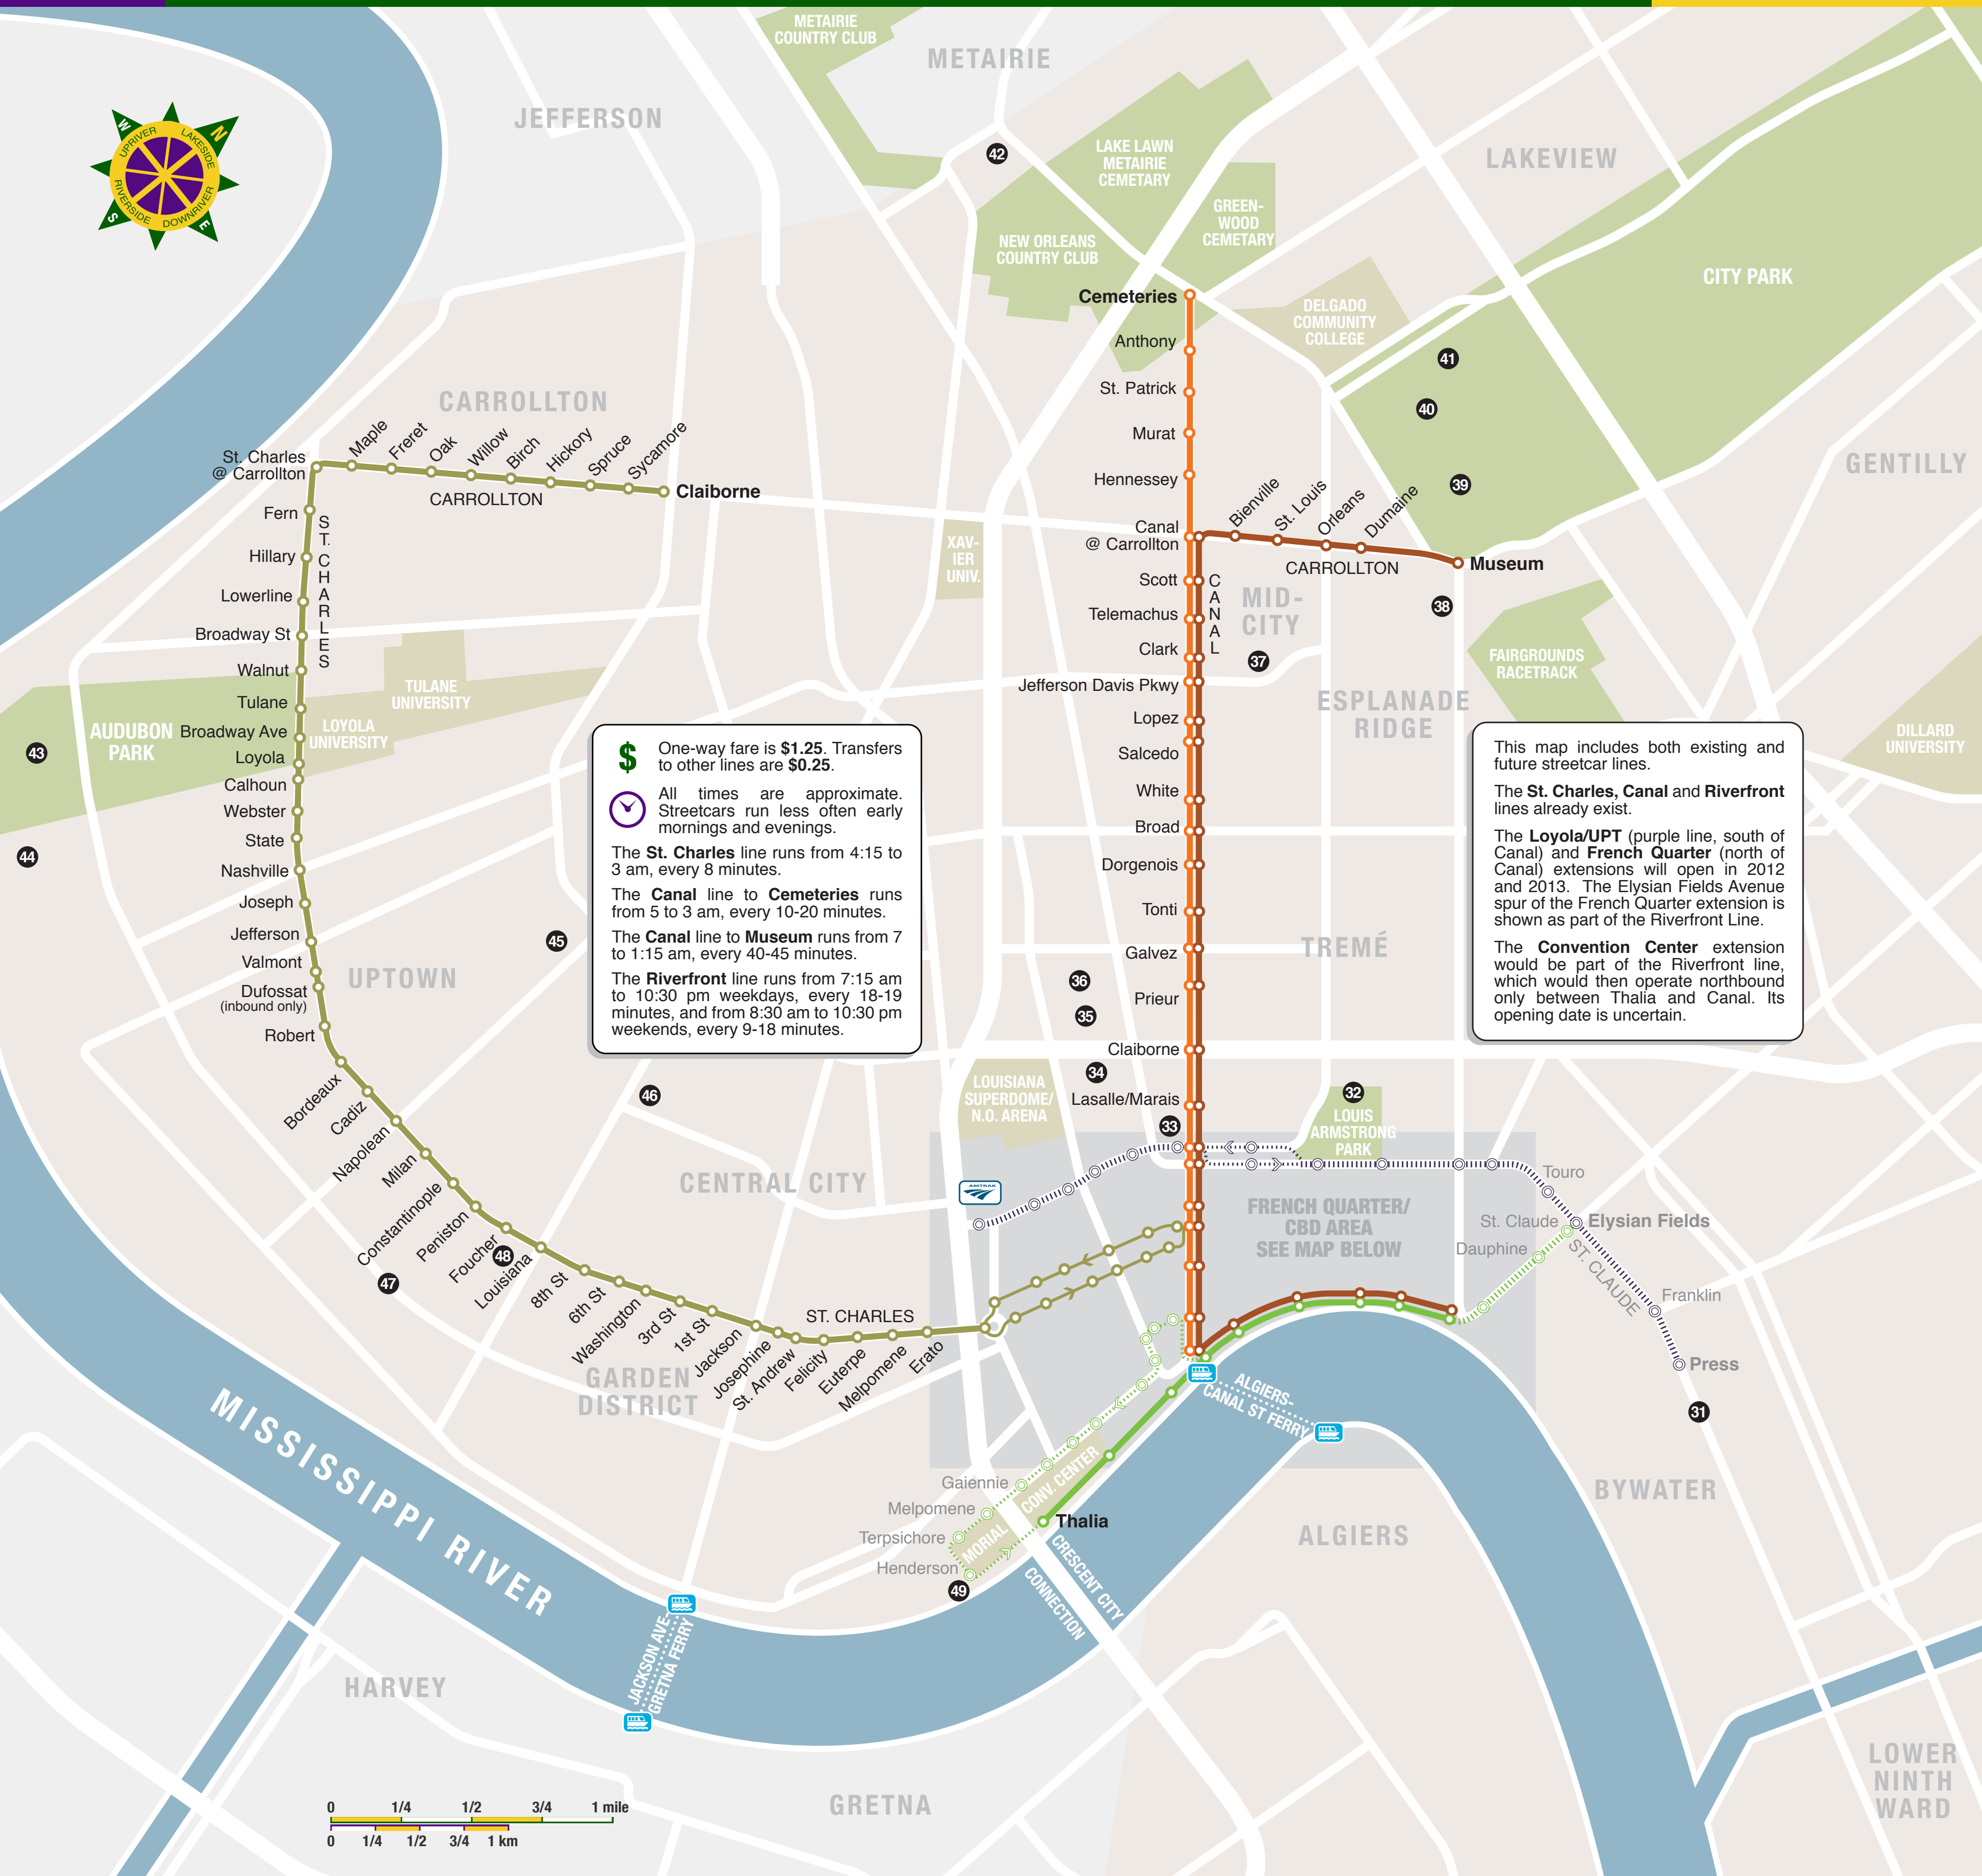 METAIRIE
COUNTRY CLUB
METAIRIE
JEFFERSON
W
N
S
E
UPRIVER
LAKESIDE
RIVERSIDE
DOWNRIVER
42
LAKE LAWN
METAIRIE
CEMETARY
LAKEVIEW
GREEN-
WOOD
CEMETARY
NEW ORLEANS
COUNTRY CLUB
CITY PARK
DELGADO
COMMUNITY
COLLEGE
Cemeteries
Anthony
St. Patrick
Murat
Hennessey
Canal
@ Carrollton
Scott
Telemachus
Clark
Jefferson Davis Pkwy
Lopez
Salcedo
White
Broad
Dorgenois
Tonti
Galvez
Prieur
Claiborne
Lasalle/Marais
CANAL
41
40
39
GENTILLY
Bienville
St. Louis
Orleans
Dumaine
CARROLLTON
Museum
38
MID-
CITY
37
FAIRGROUNDS
RACETRACK
ESPLANADE
RIDGE
DILLARD
UNIVERSITY
CARROLLTON
St. Charles
@ Carrollton
Maple
Freret
Oak
Willow
Birch
Hickory
Spruce
Sycamore
Claiborne
CARROLLTON
XAV-
IER
UNIV.
ST. CHARLES
Fern
Hillary
Lowerline
Broadway St
Walnut
Tulane
Broadway Ave
Loyola
Calhoun
Webster
State
Nashville
Joseph
Jefferson
Valmont
Dufossat
(inbound only)
Robert
Bordeaux
Cadiz
Napolean
Milan
Constantinople
Peniston
Foucher
Louisiana
8th St
6th St
Washington
3rd St
1st St
Jackson
Josephine
St. Andrew
Felicity
Euterpe
Melpomene
Erato
ST. CHARLES
TULANE
UNIVERSITY
LOYOLA
UNIVERSITY
AUDUBON
PARK
43
44
45
46
47
48
UPTOWN
$
One-way fare is $1.25. Transfers
to other lines are $0.25.
All times are approximate.
Streetcars run less often early
mornings and evenings.
The St. Charles line runs from 4:15 to
3 am, every 8 minutes.
The Canal line to Cemeteries runs
from 5 to 3 am, every 10-20 minutes.
The Canal line to Museum runs from 7
to 1:15 am, every 40-45 minutes.
The Riverfront line runs from 7:15 am
to 10:30 pm weekdays, every 18-19
minutes, and from 8:30 am to 10:30 pm
weekends, every 9-18 minutes.
This map includes both existing and
future streetcar lines.
The St. Charles, Canal and Riverfront
lines already exist.
The Loyola/UPT (purple line, south of
Canal) and French Quarter (north of
Canal) extensions will open in 2012
and 2013. The Elysian Fields Avenue
spur of the French Quarter extension is
shown as part of the Riverfront Line.
The Convention Center extension
would be part of the Riverfront line,
which would then operate northbound
only between Thalia and Canal. Its
opening date is uncertain.
TREMÉ
36
35
34
33
LOUISIANA
SUPERDOME/
N.O. ARENA
32
LOUIS
ARMSTRONG
PARK
CENTRAL CITY
AMTRAK
FRENCH QUARTER/
CBD AREA
SEE MAP BELOW
Touro
St. Claude
Elysian Fields
Dauphine
ST. CLAUDE
Franklin
Press
31
GARDEN
DISTRICT
ALGIERS-
CANAL ST FERRY
BYWATER
ALGIERS
Gaiennie
Melpomene
Terpsichore
Henderson
49
MORIAL
CONV. CENTER
Thalia
CRESCENT CITY
CONNECTION
MISSISSIPPI RIVER
JACKSON AVE-
GRETNA FERRY
HARVEY
GRETNA
LOWER
NINTH
WARD
0 1/4 1/2 3/4 1 mile
0 1/4 1/2 3/4 1 km